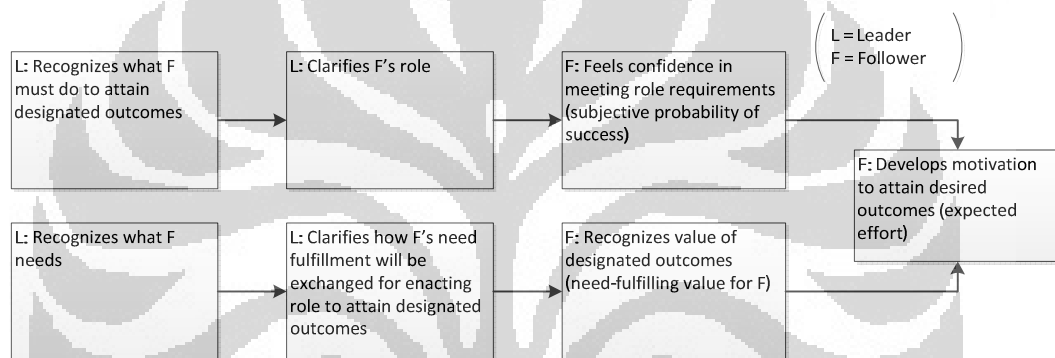 L = Leader
F = Follower
L: Recognizes what F
must do to attain
designated outcomes
L: Clarifies F's role
F: Feels confidence in
meeting role requirements
(subjective probability of
success)
F: Develops motivation
to attain desired
outcomes (expected
effort)
L: Recognizes what F
needs
L: Clarifies how F's need
fulfillment will be
exchanged for enacting
role to attain designated
outcomes
F: Recognizes value of
designated outcomes
(need-fulfilling value for F)